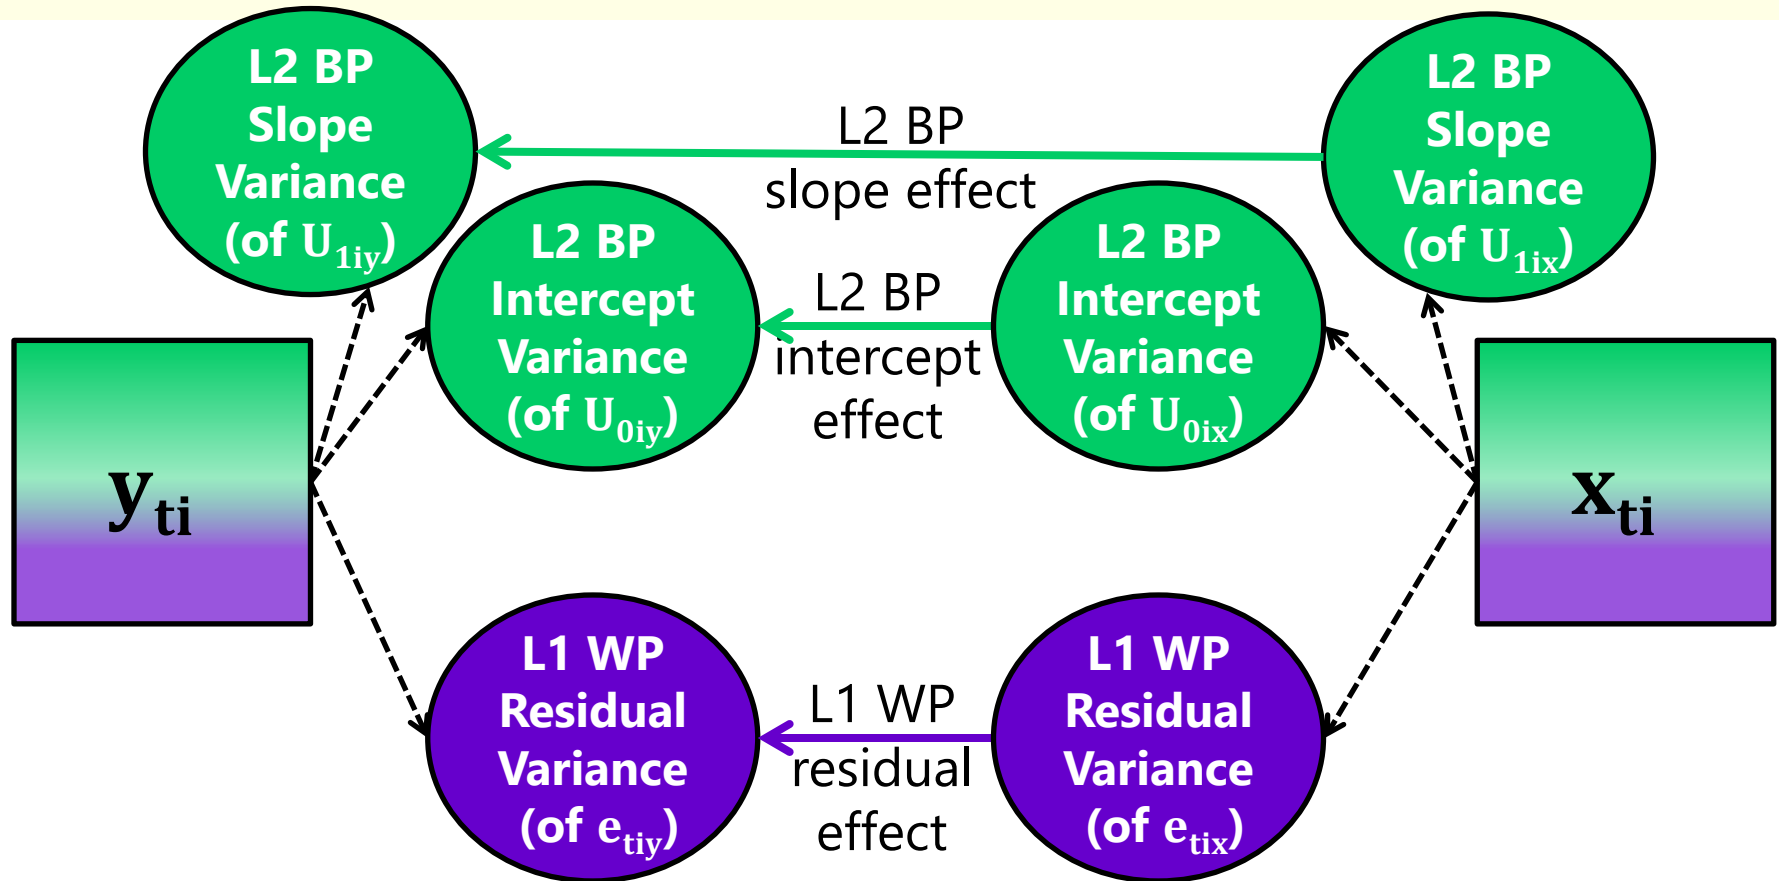 L2 BP
Slope
Variance
(of U1iy)
L2 BP
slope effect
L2 BP
Slope
Variance
(of U1ix)
L2 BP
Intercept
Variance
(of U0iy)
L2 BP
intercept
effect
L2 BP
Intercept
Variance
(of U0ix)
yti
xti
L1 WP
Residual
Variance
(of etiy)
L1 WP
residual
effect
L1 WP
Residual
Variance
(of etix)